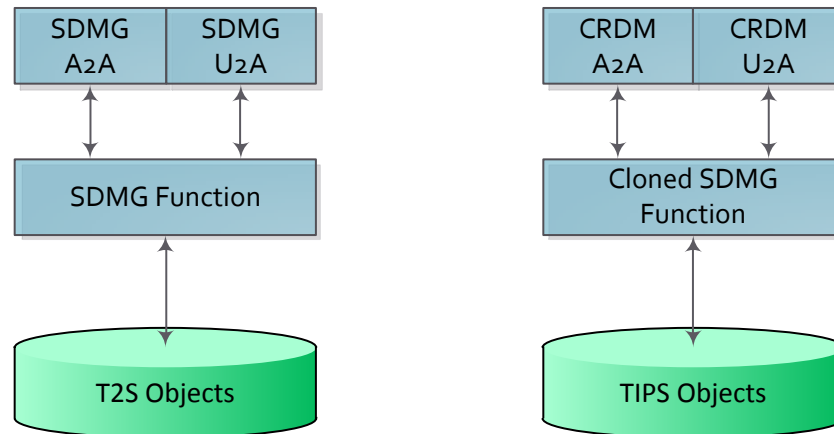 SDMG SDMG CRDM CRDM
A2A U2A A2A U2A
SDMG Function
Cloned SDMG
Function
T2S Objects
TIPS Objects